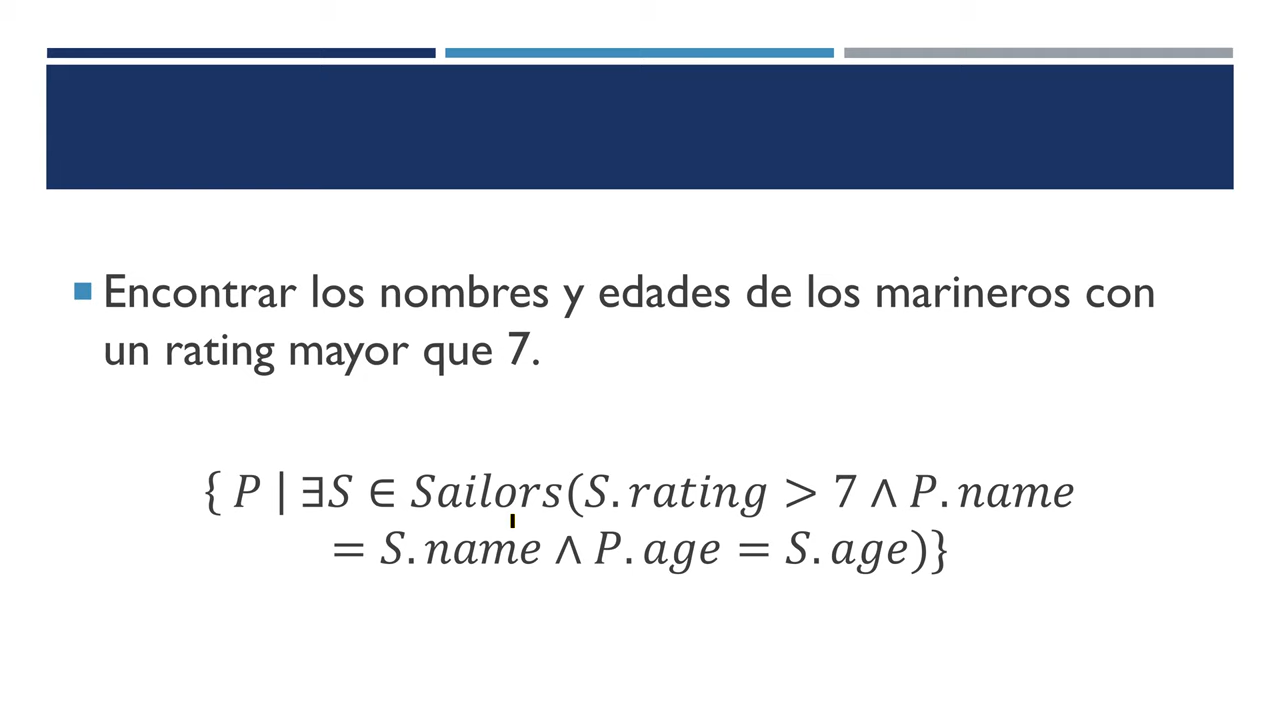 Encontrar los nombres y edades de los marineros con
un rating mayor que 7.
{ P | ∃S ∈ Sailors(S.rating > 7 ∧ P.name
= S.name ∧ P.age = S.age)}